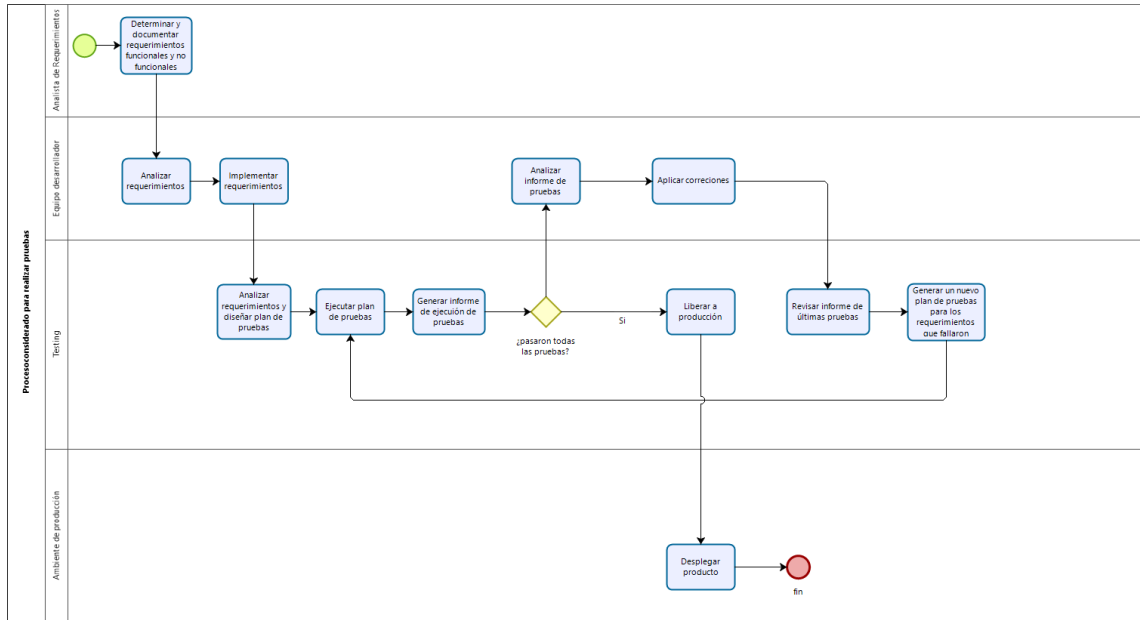 Procesoconsiderado para realizar pruebas
Analista de Requerimientos
Determinar y
documentar
requerimientos
funcionales y no
funcionales
Equipo desarrollador
Analizar
requerimientos
Implementar
requerimientos
Analizar
informe de
pruebas
Aplicar correciones
Testing
Analizar
requerimientos y
diseñar plan de
pruebas
Ejecutar plan
de pruebas
Generar informe
de ejecución de
pruebas
¿pasaron todas
las pruebas?
Si
Liberar a
producción
Revisar informe de
últimas pruebas
Generar un nuevo
plan de pruebas
para los
requerimientos
que fallaron
Ambiente de producción
Desplegar
producto
fin